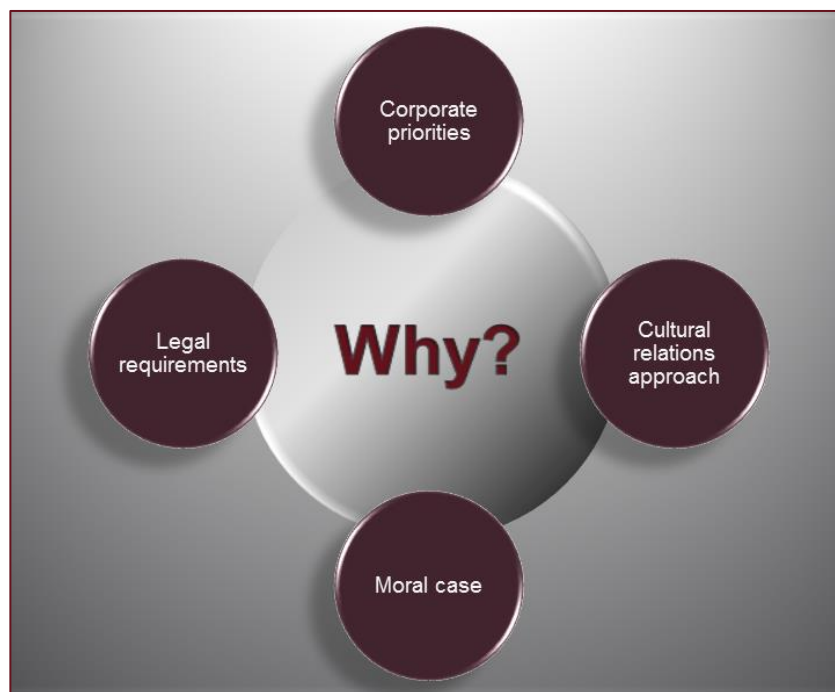 Corporate
priorities
Legal
requirements
Why?
Cultural
relations
approach
Moral case